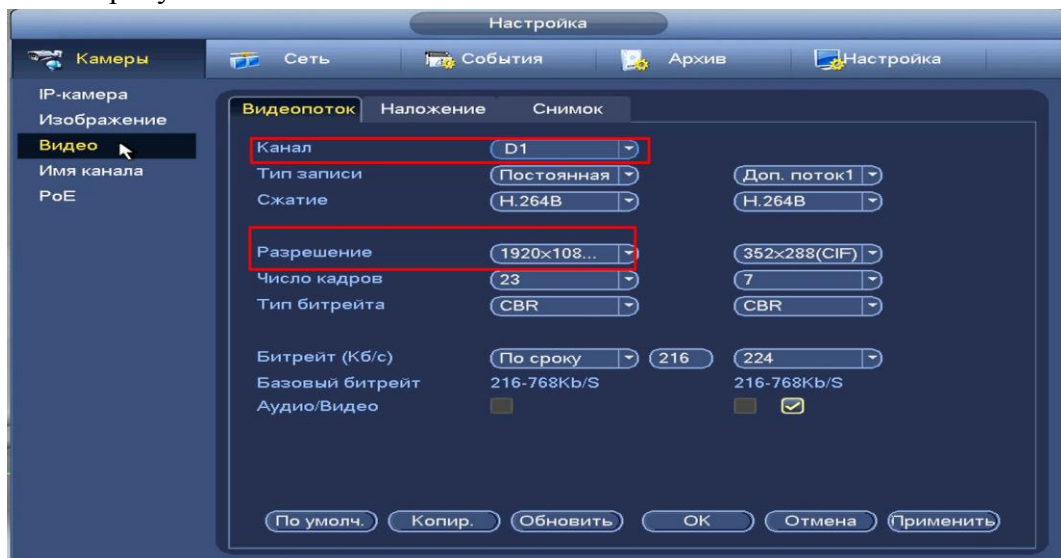 Настройка
Камеры Сеть События Архив Настройка
IP-камера
Изображение
Видео
Имя канала
PoE
Видеопоток Наложение Снимок
Канал D1
Тип записи Постоянная Доп. поток1
Сжатие H.264B H.264B
Разрешение 1920x108... 352x288(CIF)
Число кадров 23 7
Тип битрейта CBR CBR
Битрейт (Кб/с) По сроку 216 224
Базовый битрейт 216-768Kb/S 216-768Kb/S
Аудио/Видео
По умолч. Копир. Обновить OK Отмена Применить